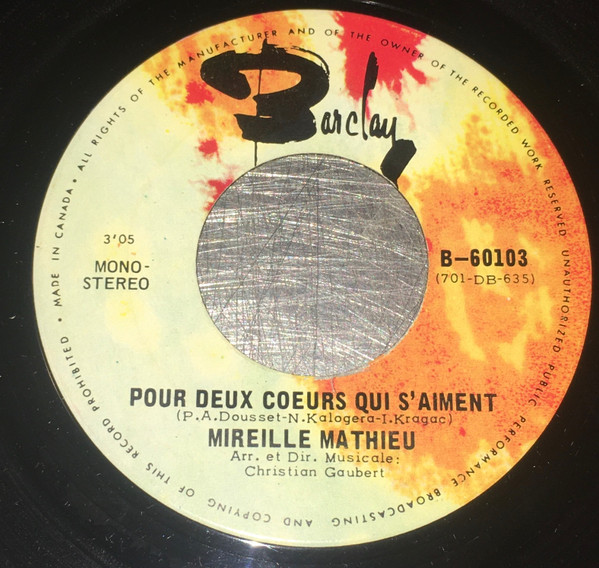 • ALL RIGHTS OF THE MANUFACTURER AND OF THE OWNER OF THE RECORDED WORK RESERVED UNAUTHORIZED PUBLIC PERFORMANCE BROADCASTING AND COPYING OF THIS RECORD PROHIBITED • MADE IN CANADA
Barclay
3'05
MONO-
STEREO
B-60103
(701-DB-635)
POUR DEUX COEURS QUI S'AIMENT
(P.A.Dousset-N.Kalogera-I.Kragac)
MIREILLE MATHIEU
Arr. et Dir. Musicale:
Christian Gaubert